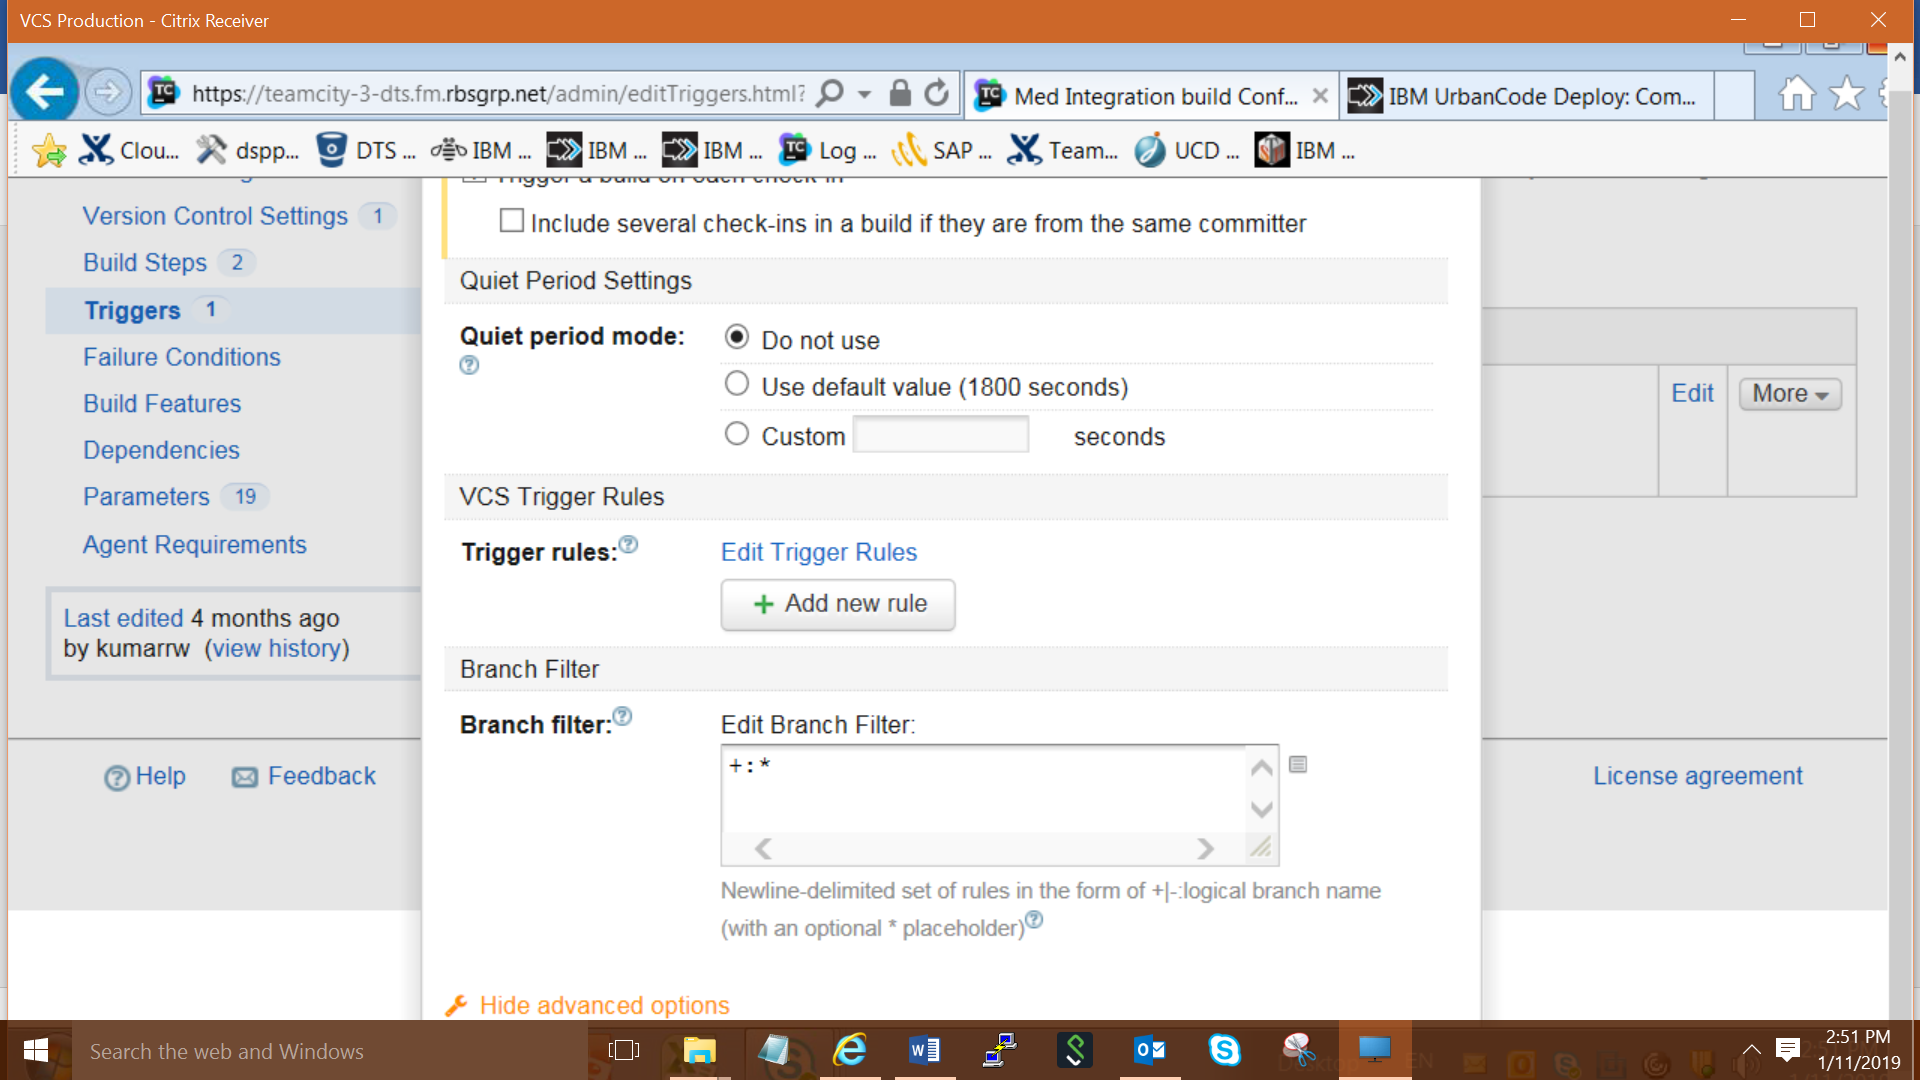 VCS Production - Citrix Receiver
https://teamcity-3-dts.fm.rbsgrp.net/admin/editTriggers.html?
Med Integration build Conf...
IBM UrbanCode Deploy: Com...
Clou... dspp... DTS ... IBM ... IBM ... IBM ... Log ... SAP ... Team... UCD ... IBM ...
Trigger a build on each check-in
Include several check-ins in a build if they are from the same committer
Version Control Settings 1
Build Steps 2
Triggers 1
Failure Conditions
Build Features
Dependencies
Parameters 19
Agent Requirements
Last edited 4 months ago
by kumarrw (view history)
Help Feedback
Quiet Period Settings
Quiet period mode:
Do not use
Use default value (1800 seconds)
Custom seconds
VCS Trigger Rules
Trigger rules: Edit Trigger Rules
+ Add new rule
Branch Filter
Branch filter: Edit Branch Filter:
+:*
Newline-delimited set of rules in the form of +|-:logical branch name
(with an optional * placeholder)
Hide advanced options
Edit More
License agreement
Search the web and Windows
2:51 PM
1/11/2019